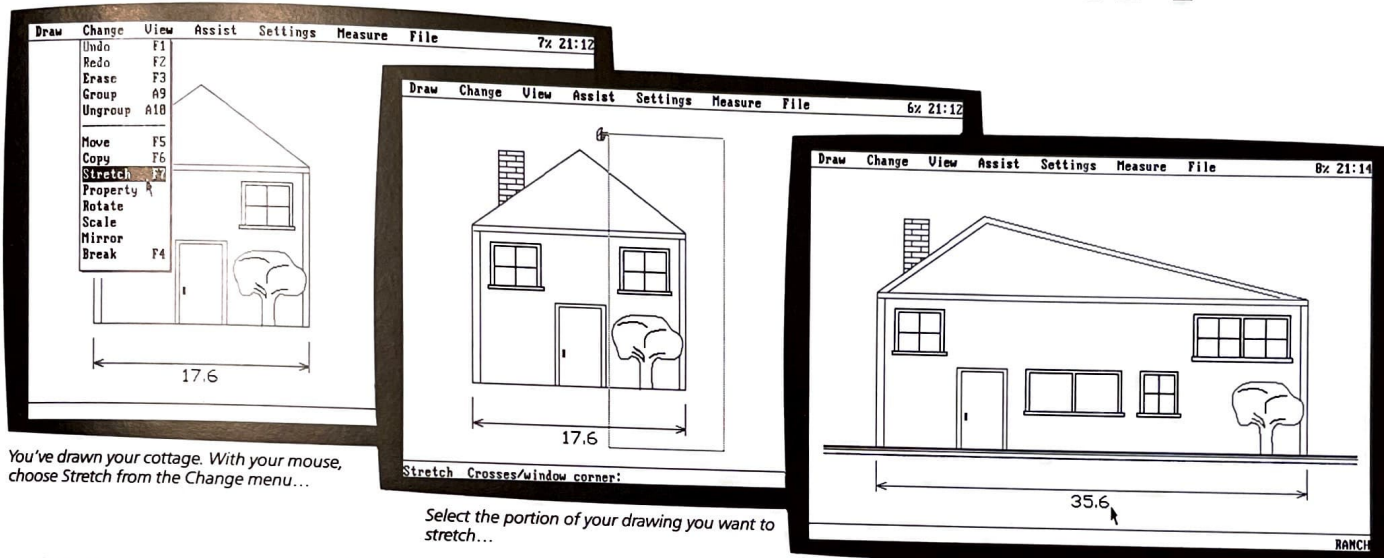 Draw Change View Assist Settings Measure File 7% 21:12
Undo F1
Redo F2
Erase F3
Group A9
Ungroup A10
Move F5
Copy F6
Stretch F7
Property
Rotate
Scale
Mirror
Break F4
17.6
You've drawn your cottage. With your mouse,
choose Stretch from the Change menu...
Draw Change View Assist Settings Measure File 6% 21:12
17.6
Stretch Crosses/window corner:
Select the portion of your drawing you want to
stretch...
Draw Change View Assist Settings Measure File 8% 21:14
35.6
RANCH